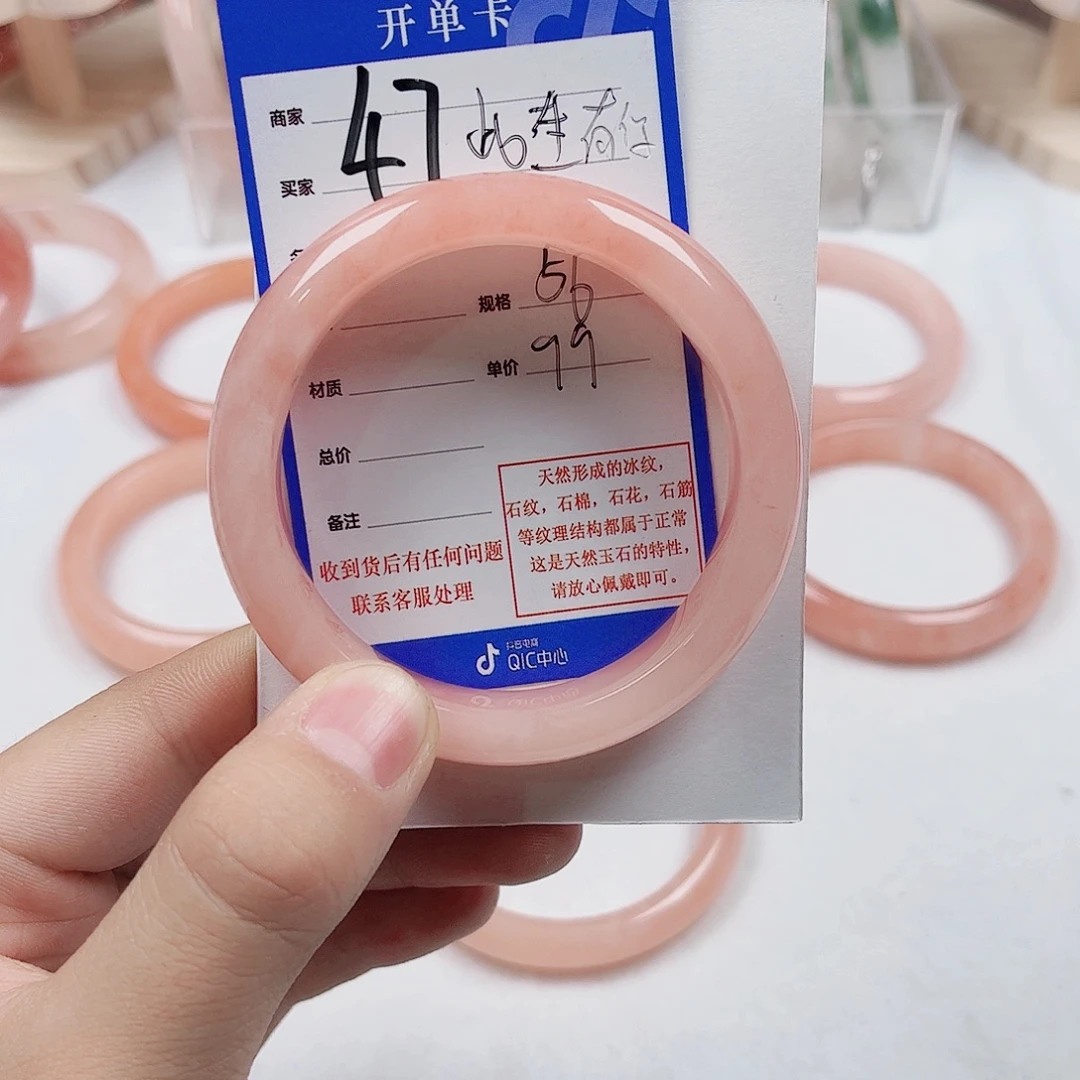 开单卡
商家 47
买家
规格 56
材质
单价 99
总价
备注
天然形成的冰纹，
石纹，石棉，石花，石筋
等纹理结构都属于正常
这是天然玉石的特性，
请放心佩戴即可。
收到货后有任何问题
联系客服处理
抖音电商
QIC中心